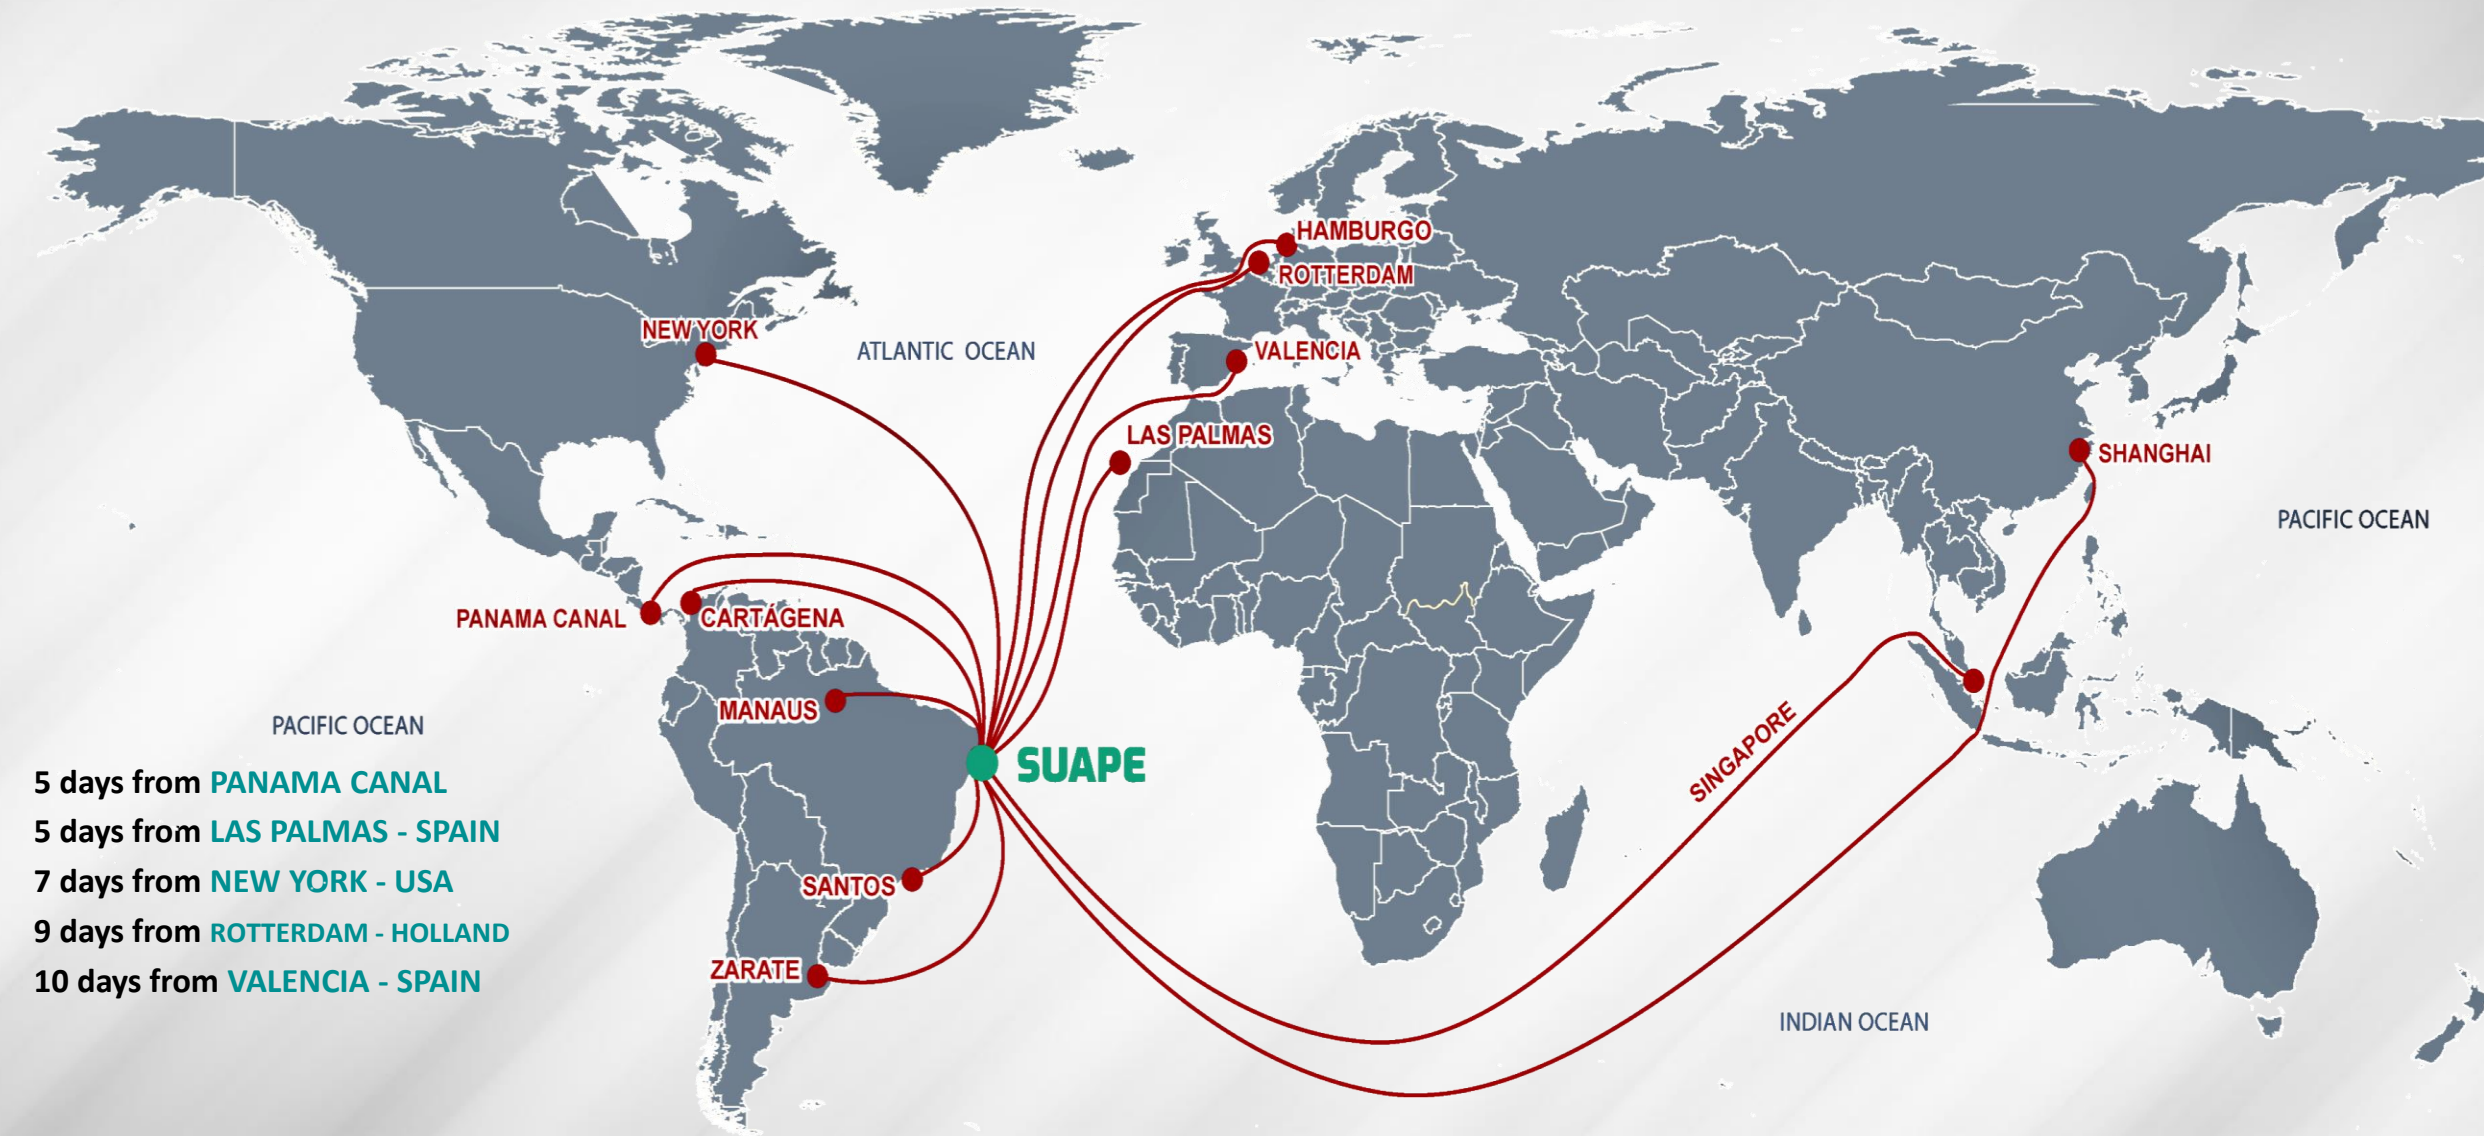 HAMBURGO
ROTTERDAM
NEW YORK
ATLANTIC OCEAN
VALENCIA
LAS PALMAS
SHANGHAI
PACIFIC OCEAN
PANAMA CANAL
CARTÁGENA
MANAUS
PACIFIC OCEAN
SUAPE
SINGAPORE
5 days from PANAMA CANAL
5 days from LAS PALMAS - SPAIN
7 days from NEW YORK - USA
9 days from ROTTERDAM - HOLLAND
10 days from VALENCIA - SPAIN
SANTOS
ZARATE
INDIAN OCEAN